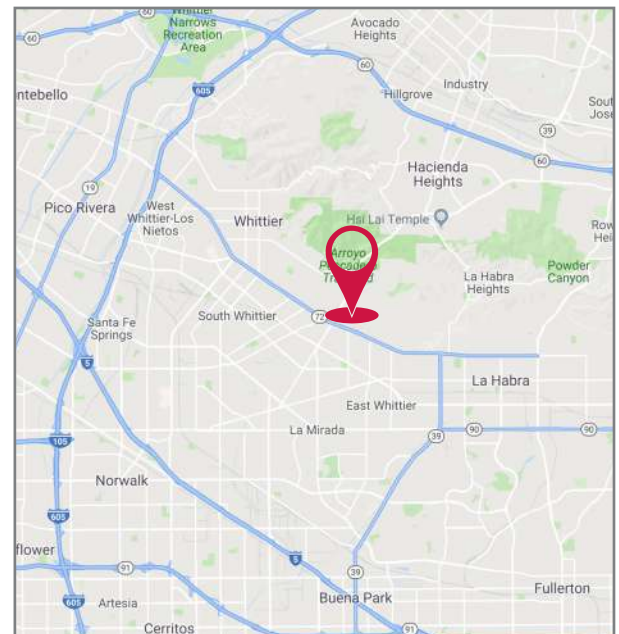 Whittier
Narrows
Recreation
Area
60
Avocado
Heights
60
60
Industry
605
Hillgrove
ntebello
Sout
Jose
39
60
Hacienda
Heights
19
Pico Rivera
West
Whittier-Los
Nietos
Whittier
Hsi Lai Temple
Row
Hei
Arroyo
Powder
Canyon
La Habra
Heights
72
South Whittier
Santa Fe
Springs
5
La Habra
East Whittier
La Mirada
39
90
90
105
Norwalk
605
flower
91
5
39
Fullerton
605
Artesia
Buena Park
Cerritos
91